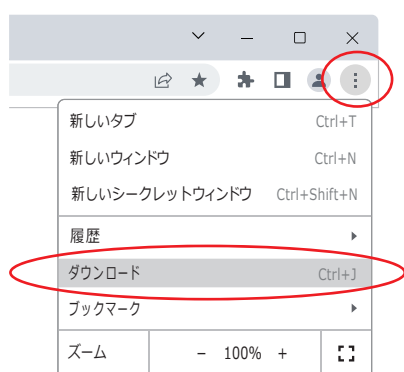 新しいタブ Ctrl+T
新しいウィンドウ Ctrl+N
新しいシークレットウィンドウ Ctrl+Shift+N
履歴
ダウンロード Ctrl+J
ブックマーク
ズーム − 100% +